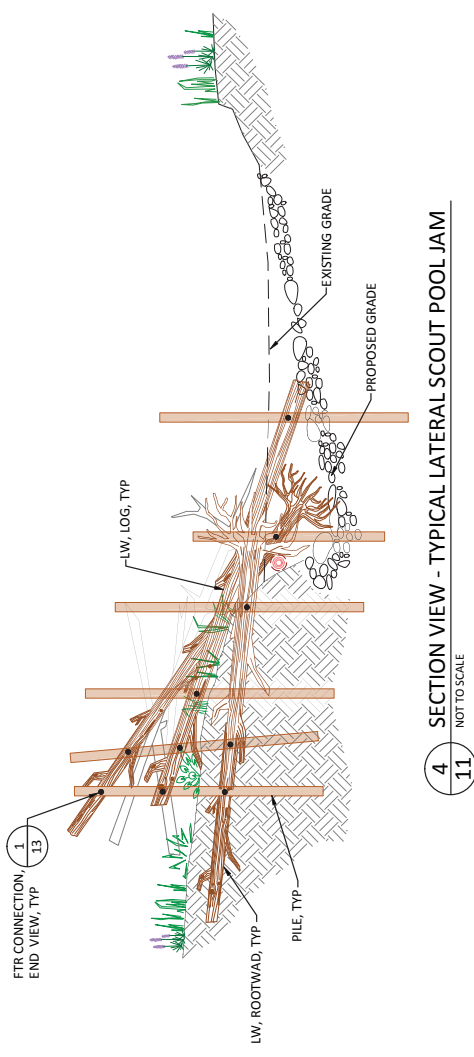 FTR CONNECTION,
END VIEW, TYP
1
13
LW, LOG, TYP
EXISTING GRADE
PROPOSED GRADE
LW, ROOTWAD, TYP
PILE, TYP
4
11
SECTION VIEW - TYPICAL LATERAL SCOUT POOL JAM
NOT TO SCALE